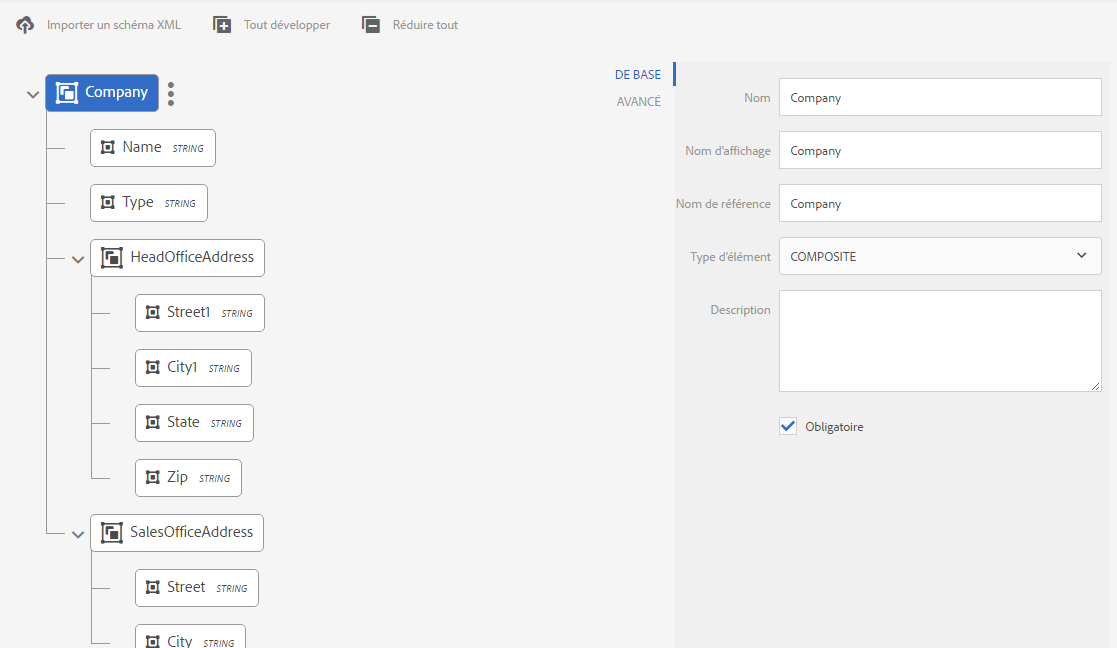 Importer un schéma XML Tout développer Réduire tout
Company
Name STRING
Type STRING
HeadOfficeAddress
Street1 STRING
City1 STRING
State STRING
Zip STRING
SalesOfficeAddress
Street STRING
City STRING
DE BASE
AVANCÉ
Nom Company
Nom d'affichage Company
Nom de référence Company
Type d'élément COMPOSITE
Description
Obligatoire